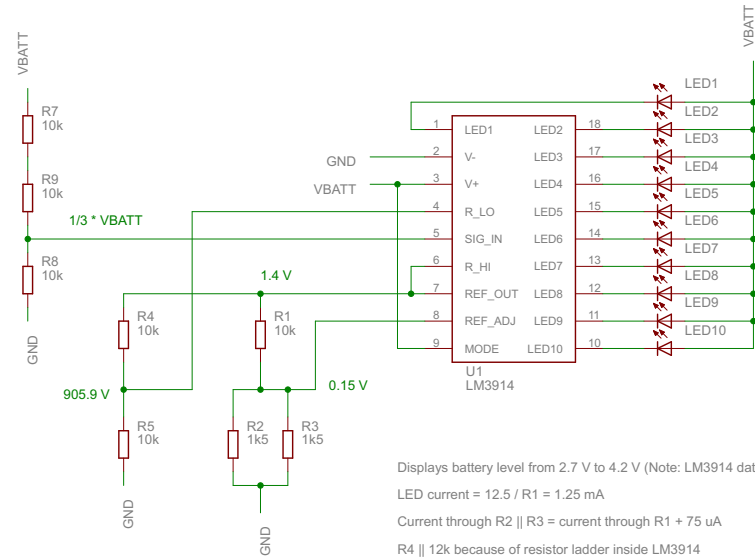 VBATT
VBATT
R7
10k
R9
10k
1/3 * VBATT
R8
10k
GND
GND
VBATT
1.4 V
R4
10k
R1
10k
905.9 V
0.15 V
R5
10k
R2
1k5
R3
1k5
GND
GND
1 LED1 LED2 18
2 V- LED3 17
3 V+ LED4 16
4 R_LO LED5 15
5 SIG_IN LED6 14
6 R_HI LED7 13
7 REF_OUT LED8 12
8 REF_ADJ LED9 11
9 MODE LED10 10
U1
LM3914
LED1
LED2
LED3
LED4
LED5
LED6
LED7
LED8
LED9
LED10
Displays battery level from 2.7 V to 4.2 V (Note: LM3914 dat
LED current = 12.5 / R1 = 1.25 mA
Current through R2 || R3 = current through R1 + 75 uA
R4 || 12k because of resistor ladder inside LM3914